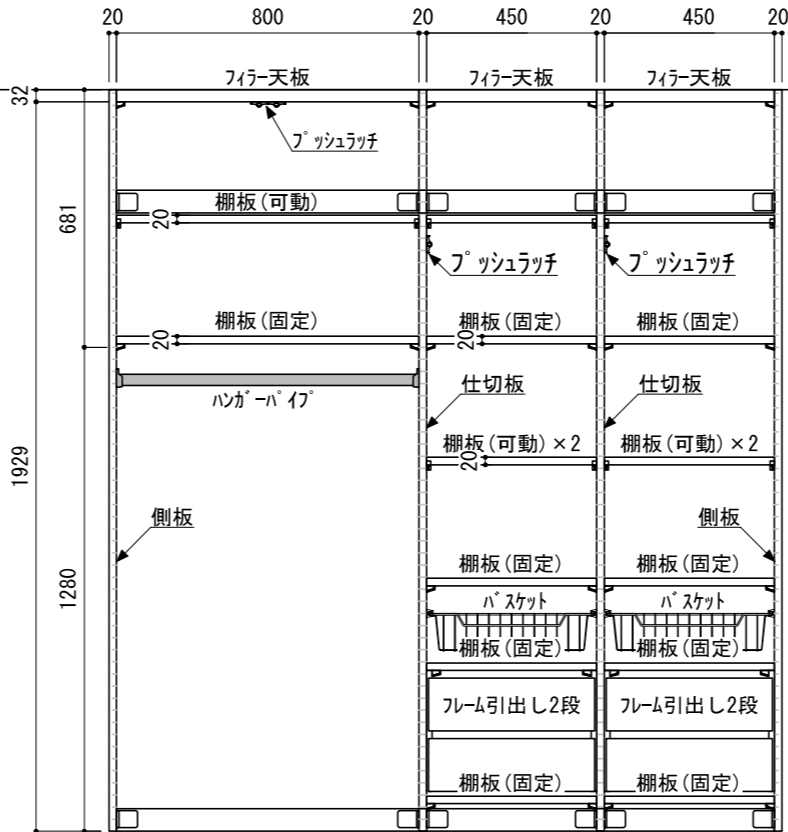 20 800 20 450 20 450 20
フィラー天板 フィラー天板 フィラー天板
32
プッシュラッチ
681
棚板(可動)
20
プッシュラッチ プッシュラッチ
棚板(固定) 棚板(固定) 棚板(固定)
20 20
ハンガーパイプ
仕切板 仕切板
棚板(可動)×2 棚板(可動)×2
20
1929
側板 側板
1280
棚板(固定) 棚板(固定)
バスケット バスケット
棚板(固定) 棚板(固定)
フレーム引出し2段 フレーム引出し2段
棚板(固定) 棚板(固定)